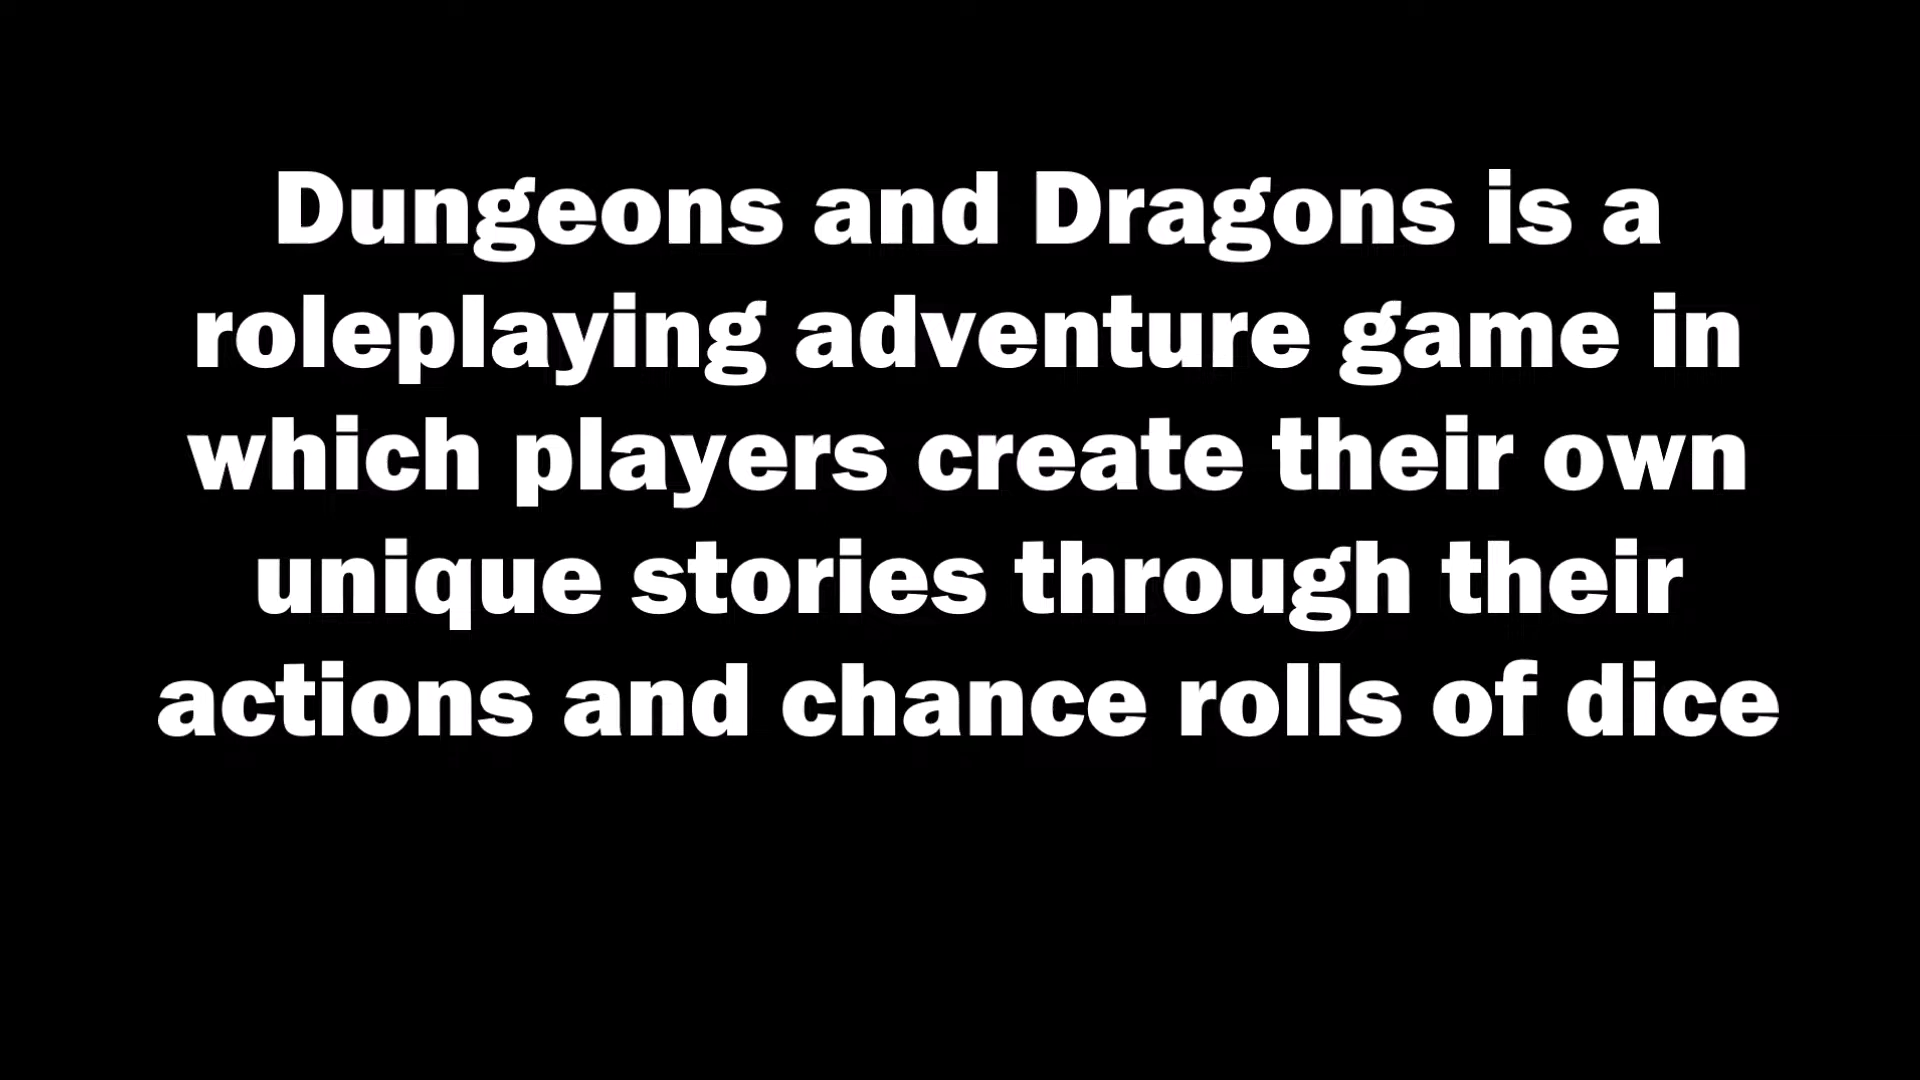 Dungeons and Dragons is a
roleplaying adventure game in
which players create their own
unique stories through their
actions and chance rolls of dice